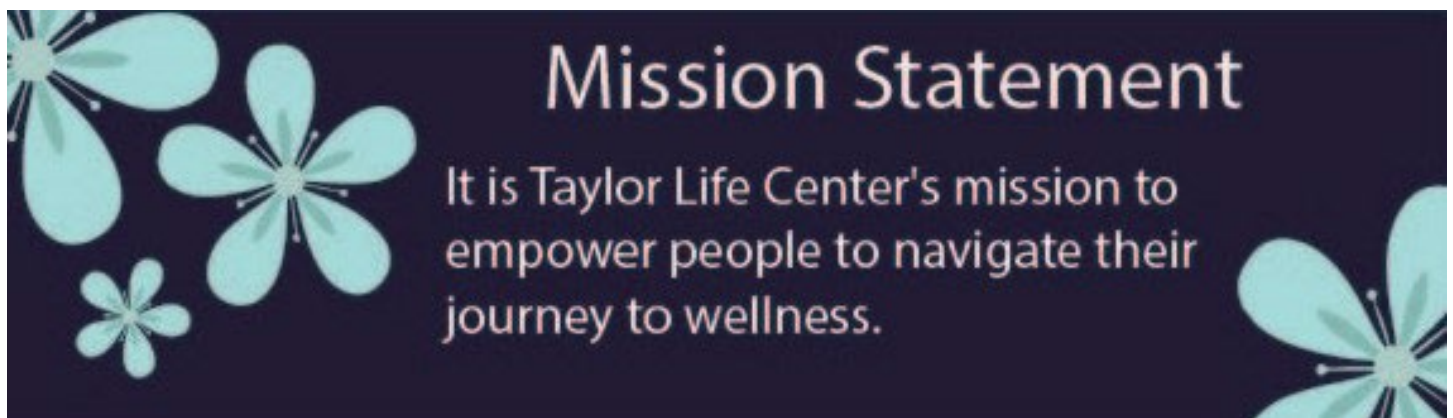 Mission Statement
It is Taylor Life Center's mission to
empower people to navigate their
journey to wellness.